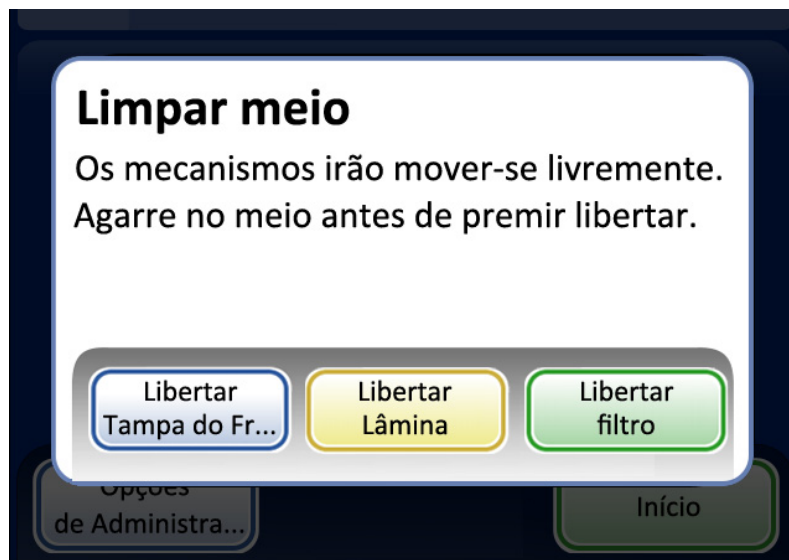 Limpar meio
Os mecanismos irão mover-se livremente.
Agarre no meio antes de premir libertar.
Libertar
Tampa do Fr...
Libertar
Lâmina
Libertar
filtro
Opções
de Administra...
Início